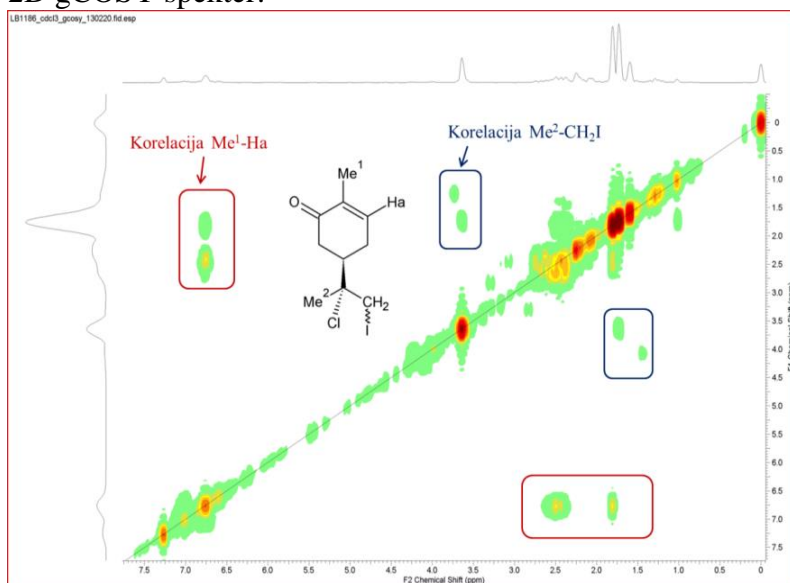 2D gCOSY spekter:
LB1186_cdcl3_gcosy_130220.fid.esp
Korelacija Me¹-Ha
Korelacija Me²-CH₂I
Me 1
O
Ha
Me 2
CH₂
Cl
I
0
0.5
1.0
1.5
2.0
2.5
3.0
3.5
4.0
4.5
5.0
5.5
6.0
6.5
7.0
7.5
F1 Chemical Shift (ppm)
7.5 7.0 6.5 6.0 5.5 5.0 4.5 4.0 3.5 3.0 2.5 2.0 1.5 1.0 0.5 0
F2 Chemical Shift (ppm)